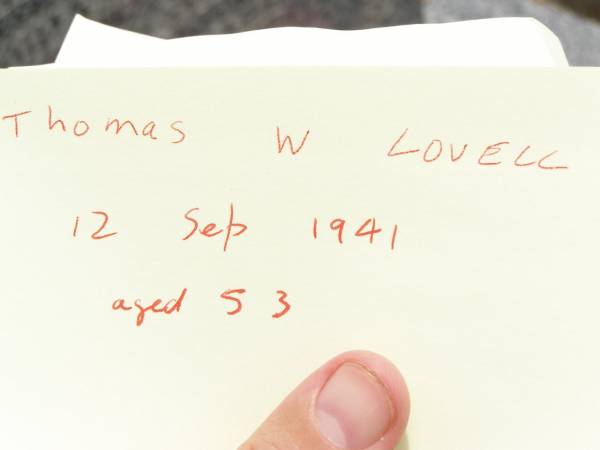 Thomas W LOVELL
12 Sep 1941
aged 53